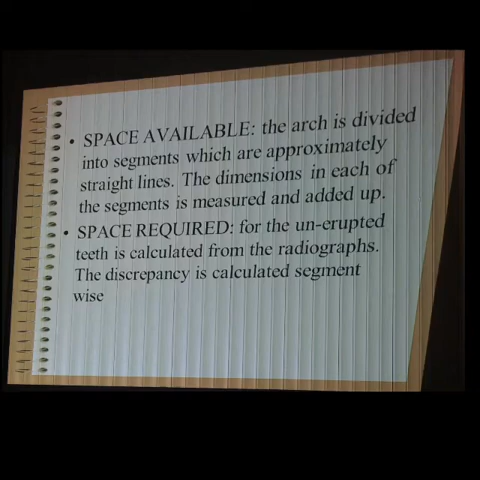 • SPACE AVAILABLE: the arch is divided
into segments which are approximately
straight lines. The dimensions in each of
the segments is measured and added up.
• SPACE REQUIRED: for the un-erupted
teeth is calculated from the radiographs.
The discrepancy is calculated segment
wise